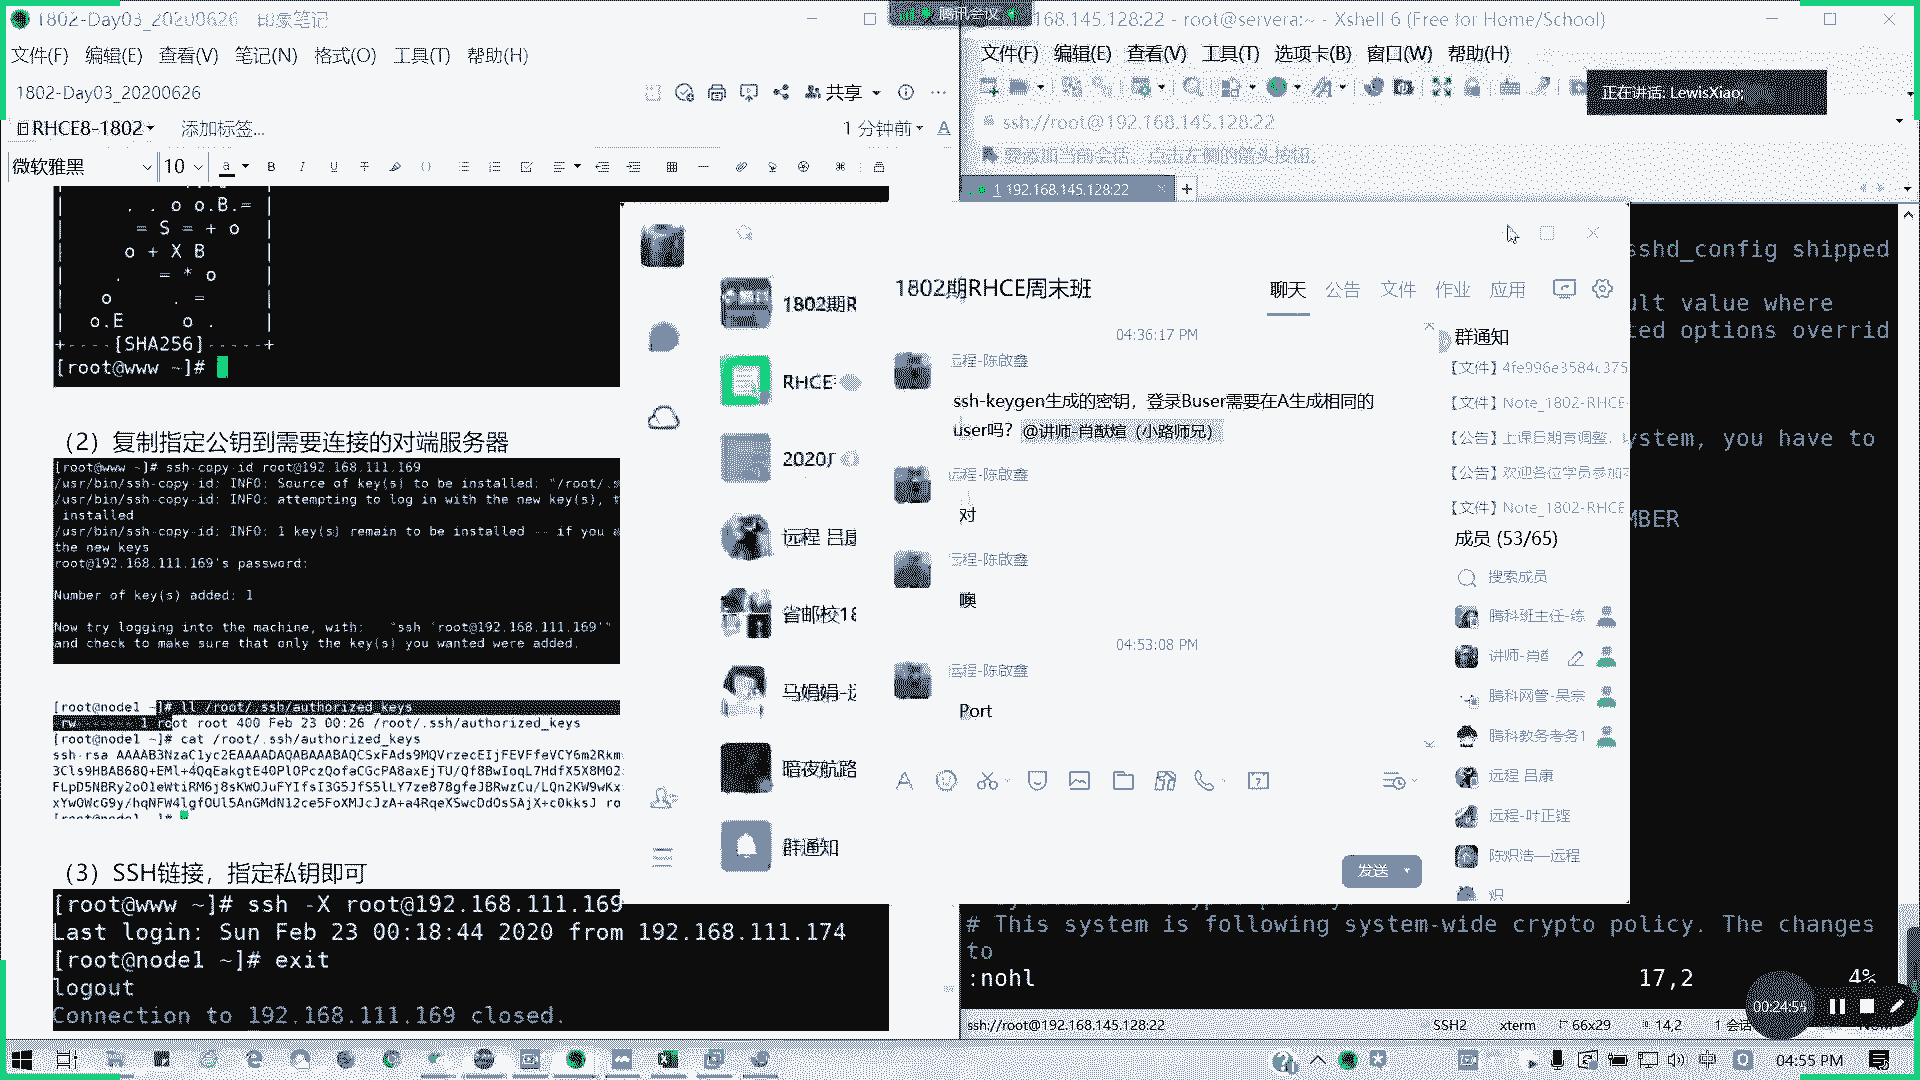 1802-Day03_20200626 - 印象笔记
文件(F) 编辑(E) 查看(V) 笔记(N) 格式(O) 工具(T) 帮助(H)
1802-Day03_20200626
共享
RHCE8-1802
添加标签...
1 分钟前
微软雅黑
10
+----[SHA256]-----+
[root@www ~]#
（2）复制指定公钥到需要连接的对端服务器
[root@www ~]# ssh-copy-id root@192.168.111.169
/usr/bin/ssh-copy-id: INFO: Source of key(s) to be installed: "/root/.s
/usr/bin/ssh-copy-id: INFO: attempting to log in with the new key(s), t
installed
/usr/bin/ssh-copy-id: INFO: 1 key(s) remain to be installed -- if you a
the new keys
root@192.168.111.169's password:
Number of key(s) added: 1
Now try logging into the machine, with: "ssh 'root@192.168.111.169'"
and check to make sure that only the key(s) you wanted were added.
[root@node1 ~]# ll /root/.ssh/authorized_keys
-rw------- 1 root root 400 Feb 23 00:26 /root/.ssh/authorized_keys
[root@node1 ~]# cat /root/.ssh/authorized_keys
（3）SSH链接，指定私钥即可
[root@www ~]# ssh -X root@192.168.111.169
Last login: Sun Feb 23 00:18:44 2020 from 192.168.111.174
[root@node1 ~]# exit
logout
Connection to 192.168.111.169 closed.
腾讯会议
168.145.128:22 - root@servera:~ - Xshell 6 (Free for Home/School)
文件(F) 编辑(E) 查看(V) 工具(T) 选项卡(B) 窗口(W) 帮助(H)
正在讲话: LewisXiao;
ssh://root@192.168.145.128:22
要添加当前会话，点击左侧的箭头按钮。
1 192.168.145.128:22
sshd_config shipped
ult value where
ted options overrid
ystem, you have to
MBER
# This system is following system-wide crypto policy. The changes
to
:nohl
17,2
4%
1802期R
RHCE
远程 吕康
省邮校18
马娟娟-远
暗夜航路
群通知
1802期RHCE周末班
聊天 公告 文件 作业 应用
04:36:17 PM
远程-陈啟鑫
ssh-keygen生成的密钥，登录Buser需要在A生成相同的
user吗？ @讲师-肖猷煊（小路师兄）
远程-陈啟鑫
对
远程-陈啟鑫
噢
04:53:08 PM
远程-陈啟鑫
Port
发送
群通知
【文件】4fe996e3584c375
【文件】Note_1802-RHCE
【公告】上课日期有调整，
【公告】欢迎各位学员参加
【文件】Note_1802-RHCE
成员 (53/65)
搜索成员
腾科班主任-练
讲师-肖
腾科网管-吴宗
腾科教务考务1
远程 吕康
远程-叶正铿
陈炽浩—远程
炽
ssh://root@192.168.145.128:22
SSH2
xterm
66x29
14,2
1 会话
00:24:54
中
04:55 PM